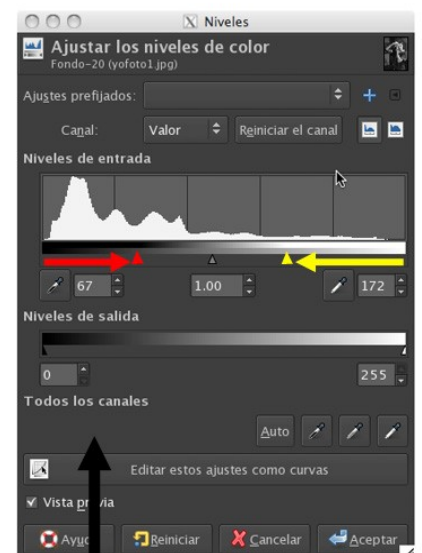 Niveles
Ajustar los niveles de color
Fondo-20 (yofoto1.jpg)
Ajustes prefijados:
Canal: Valor Reiniciar el canal
Niveles de entrada
67 1.00 172
Niveles de salida
0 255
Todos los canales
Auto
Editar estos ajustes como curvas
Vista previa
Reiniciar Cancelar Aceptar